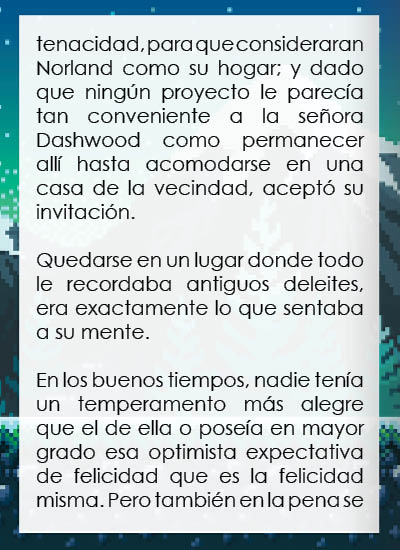 tenacidad, para que consideraran
Norland como su hogar; y dado
que ningún proyecto le parecía
tan conveniente a la señora
Dashwood como permanecer
allí hasta acomodarse en una
casa de la vecindad, aceptó su
invitación.
Quedarse en un lugar donde todo
le recordaba antiguos deleites,
era exactamente lo que sentaba
a su mente.
En los buenos tiempos, nadie tenía
un temperamento más alegre
que el de ella o poseía en mayor
grado esa optimista expectativa
de felicidad que es la felicidad
misma. Pero también en la pena se